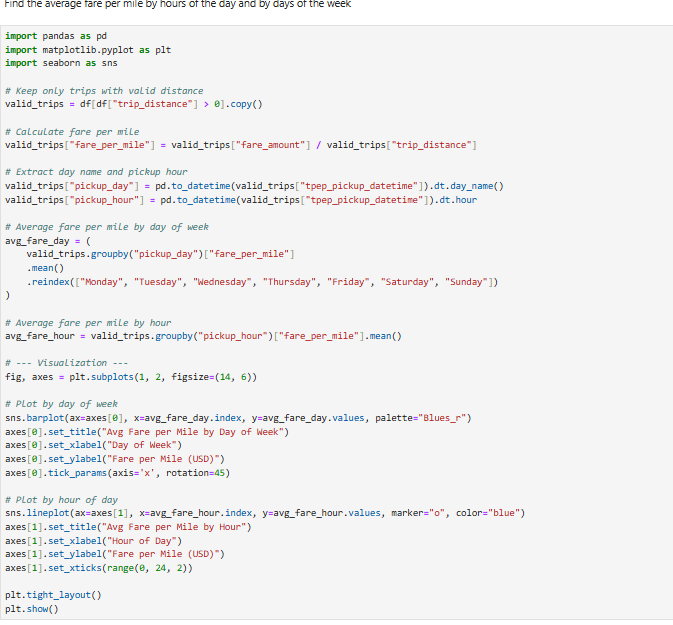 Find the average fare per mile by hours of the day and by days of the week
import pandas as pd
import matplotlib.pyplot as plt
import seaborn as sns
# Keep only trips with valid distance
valid_trips = df[df["trip_distance"] > 0].copy()
# Calculate fare per mile
valid_trips["fare_per_mile"] = valid_trips["fare_amount"] / valid_trips["trip_distance"]
# Extract day name and pickup hour
valid_trips["pickup_day"] = pd.to_datetime(valid_trips["tpep_pickup_datetime"]).dt.day_name()
valid_trips["pickup_hour"] = pd.to_datetime(valid_trips["tpep_pickup_datetime"]).dt.hour
# Average fare per mile by day of week
avg_fare_day = (
    valid_trips.groupby("pickup_day")["fare_per_mile"]
    .mean()
    .reindex(["Monday", "Tuesday", "Wednesday", "Thursday", "Friday", "Saturday", "Sunday"])
)
# Average fare per mile by hour
avg_fare_hour = valid_trips.groupby("pickup_hour")["fare_per_mile"].mean()
# --- Visualization ---
fig, axes = plt.subplots(1, 2, figsize=(14, 6))
# Plot by day of week
sns.barplot(ax=axes[0], x=avg_fare_day.index, y=avg_fare_day.values, palette="Blues_r")
axes[0].set_title("Avg Fare per Mile by Day of Week")
axes[0].set_xlabel("Day of Week")
axes[0].set_ylabel("Fare per Mile (USD)")
axes[0].tick_params(axis='x', rotation=45)
# Plot by hour of day
sns.lineplot(ax=axes[1], x=avg_fare_hour.index, y=avg_fare_hour.values, marker="o", color="blue")
axes[1].set_title("Avg Fare per Mile by Hour")
axes[1].set_xlabel("Hour of Day")
axes[1].set_ylabel("Fare per Mile (USD)")
axes[1].set_xticks(range(0, 24, 2))
plt.tight_layout()
plt.show()